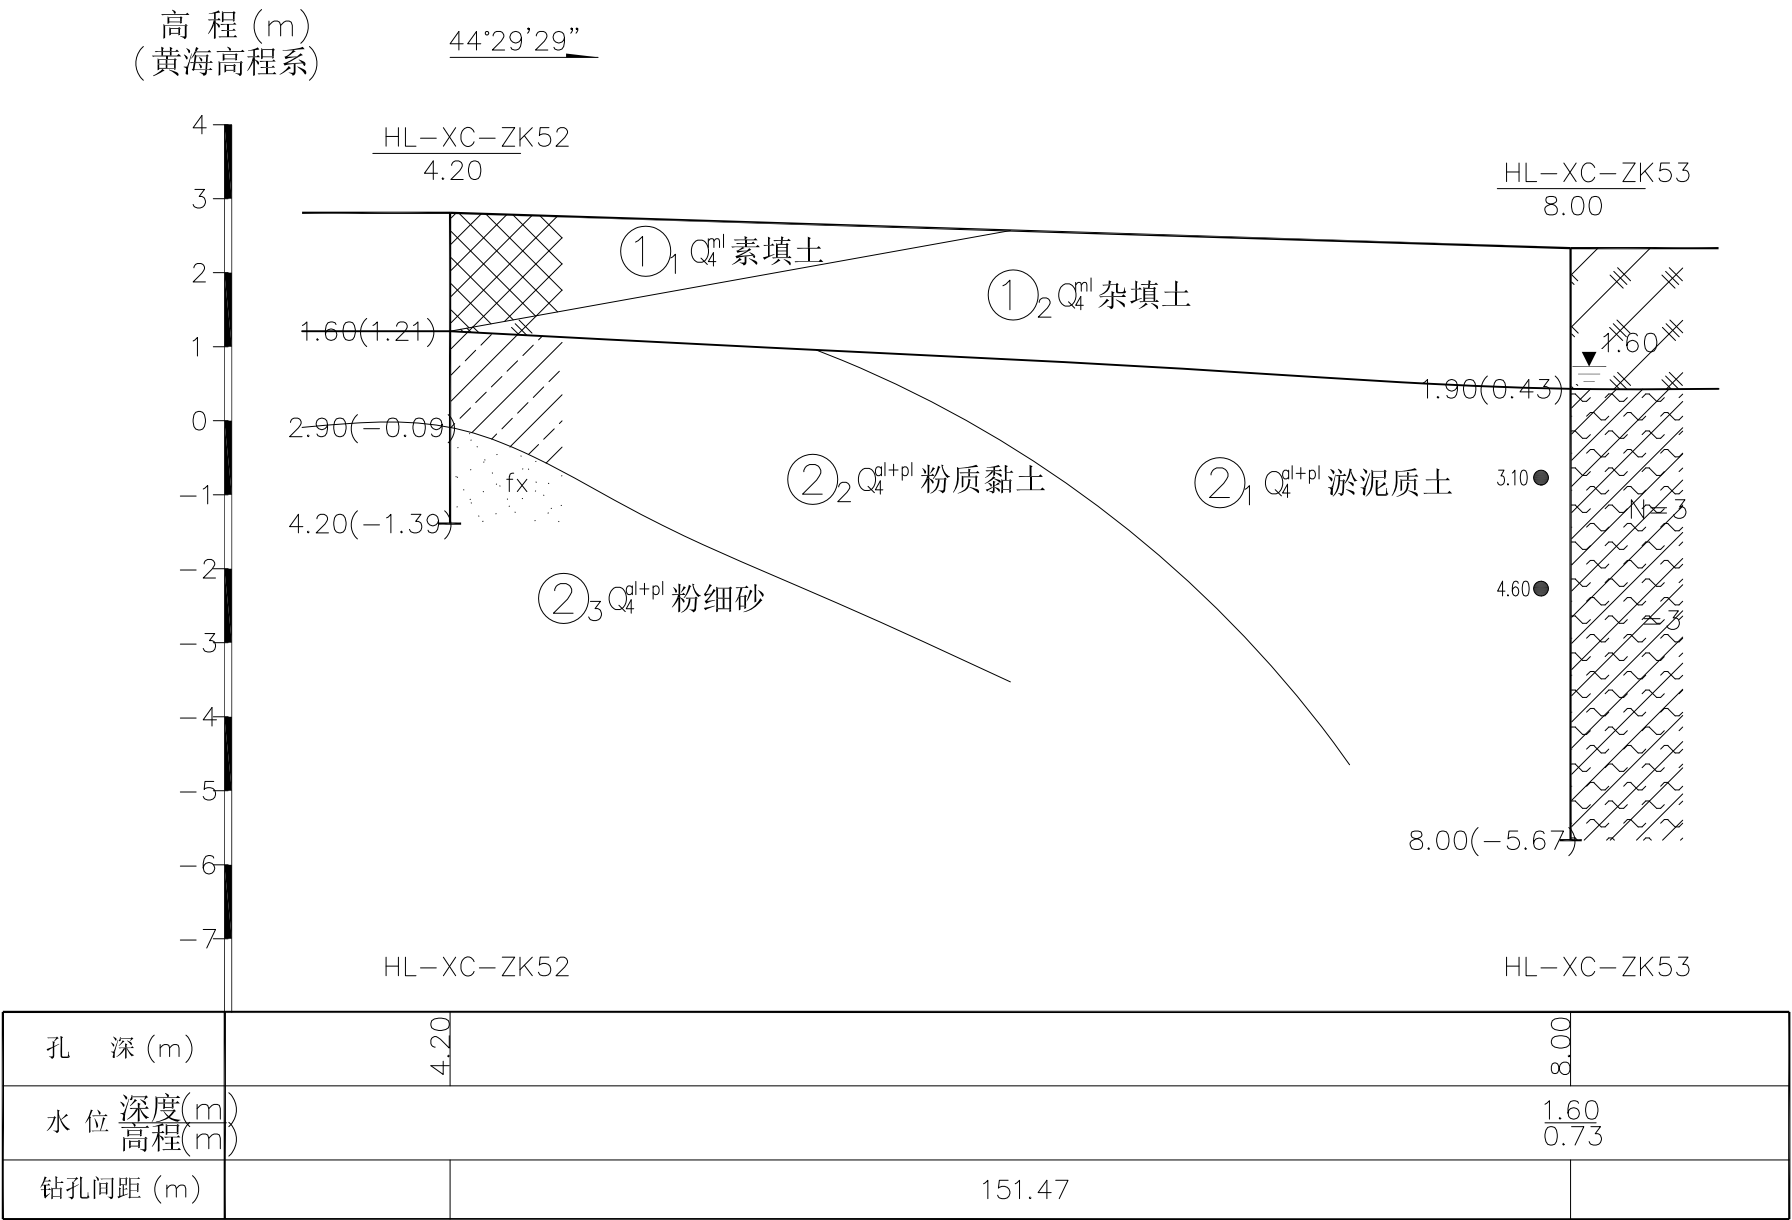 高 程 (m)
(黄海高程系)
44°29'29"
4
3
2
1
0
-1
-2
-3
-4
-5
-6
-7
HL-XC-ZK52
4.20
HL-XC-ZK53
8.00
①1 Q4ml 素填土
①2 Q4ml 杂填土
1.60(1.21)
1.60
1.90(0.43)
2.90(-0.09)
fx
②2 Q4al+pl 粉质黏土
②1 Q4al+pl 淤泥质土
3.10
N=3
4.20(-1.39)
②3 Q4al+pl 粉细砂
4.60
=3
8.00(-5.67)
HL-XC-ZK52
HL-XC-ZK53
孔 深 (m)
4.20
8.00
水 位 深度(m)
高程(m)
1.60
0.73
钻孔间距 (m)
151.47